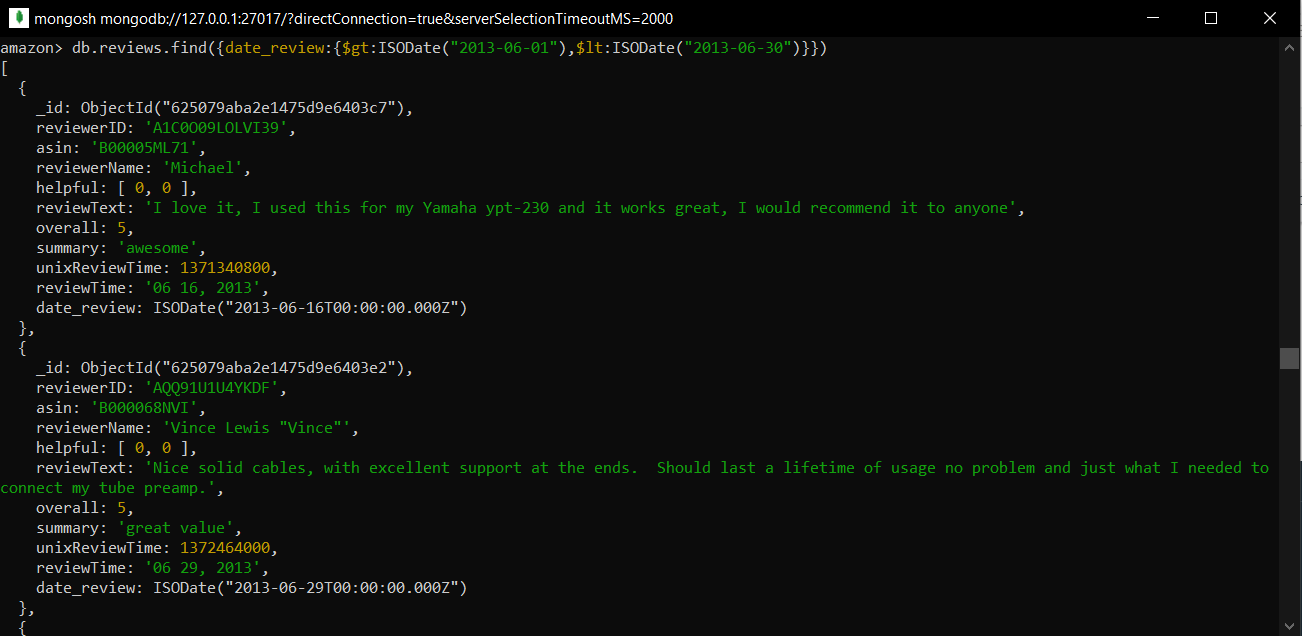 mongosh mongodb://127.0.0.1:27017/?directConnection=true&serverSelectionTimeoutMS=2000
amazon> db.reviews.find({date_review:{$gt:ISODate("2013-06-01"),$lt:ISODate("2013-06-30")}})
[
  {
    _id: ObjectId("625079aba2e1475d9e6403c7"),
    reviewerID: 'A1C0O09LOLVI39',
    asin: 'B00005ML71',
    reviewerName: 'Michael',
    helpful: [ 0, 0 ],
    reviewText: 'I love it, I used this for my Yamaha ypt-230 and it works great, I would recommend it to anyone',
    overall: 5,
    summary: 'awesome',
    unixReviewTime: 1371340800,
    reviewTime: '06 16, 2013',
    date_review: ISODate("2013-06-16T00:00:00.000Z")
  },
  {
    _id: ObjectId("625079aba2e1475d9e6403e2"),
    reviewerID: 'AQQ91U1U4YKDF',
    asin: 'B000068NVI',
    reviewerName: 'Vince Lewis "Vince"',
    helpful: [ 0, 0 ],
    reviewText: 'Nice solid cables, with excellent support at the ends.  Should last a lifetime of usage no problem and just what I needed to
connect my tube preamp.',
    overall: 5,
    summary: 'great value',
    unixReviewTime: 1372464000,
    reviewTime: '06 29, 2013',
    date_review: ISODate("2013-06-29T00:00:00.000Z")
  },
  {